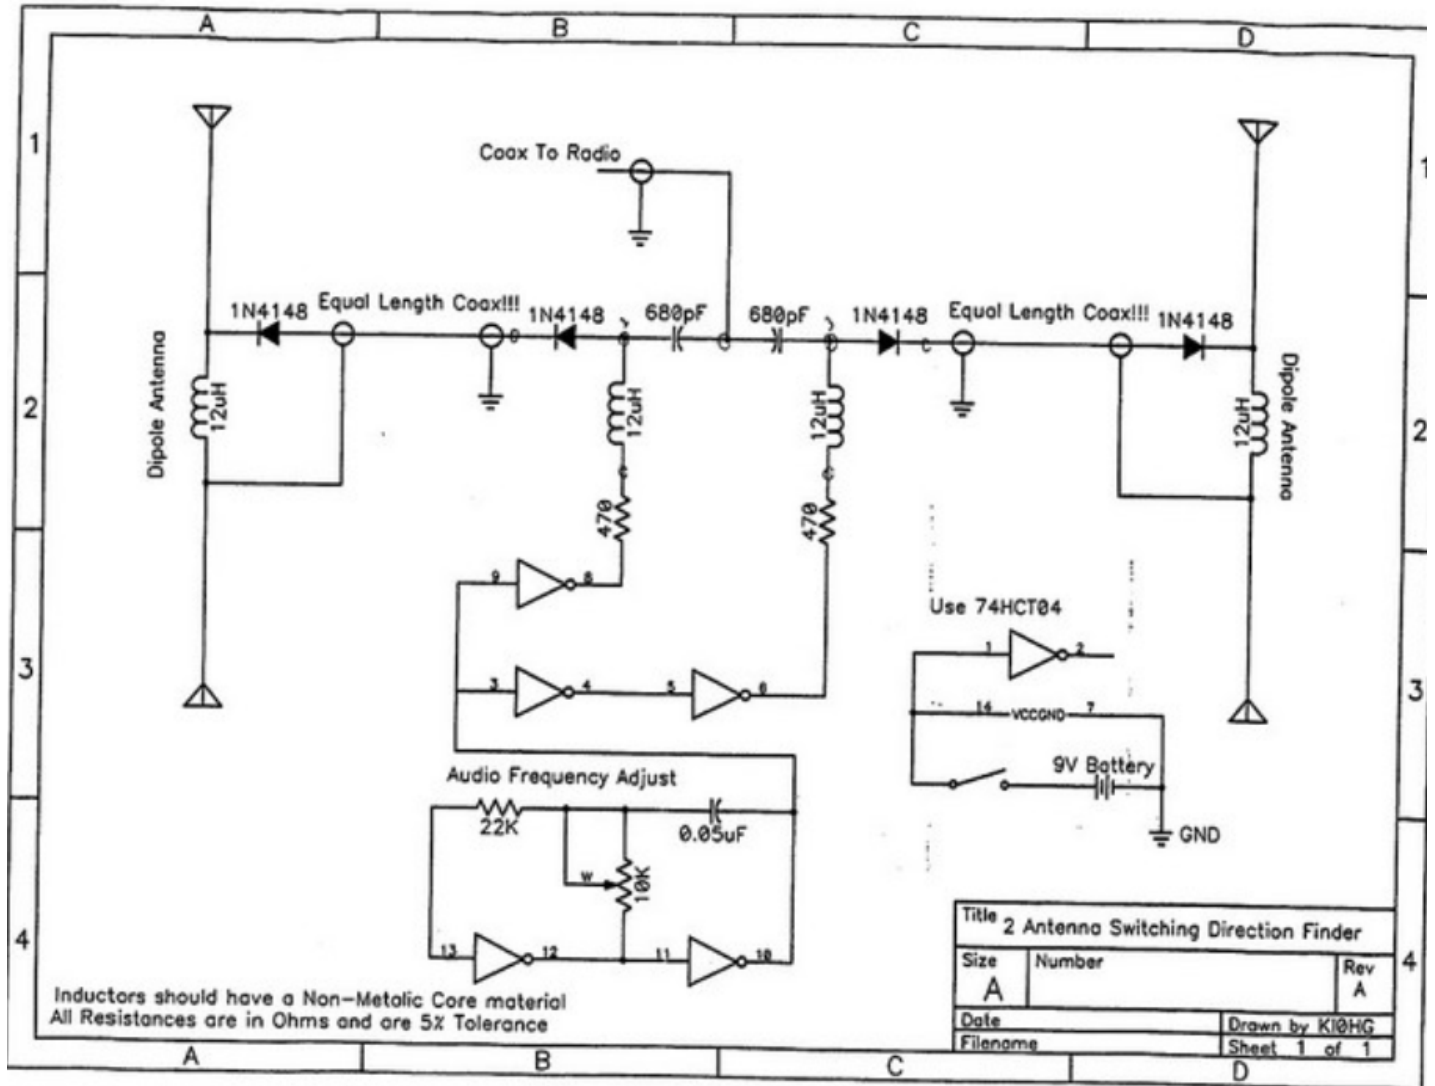 A B C D
1 1
Coax To Radio
1N4148 Equal Length Coax!!! 1N4148 680pF 680pF 1N4148 Equal Length Coax!!! 1N4148
Dipole Antenna
12uH
12uH
12uH
12uH
Dipole Antenna
2 2
470
470
9 8
Use 74HCT04
1 2
3 4 5 6
3 3
14 VCCGND 7
9V Battery
GND
Audio Frequency Adjust
22K
0.05uF
W
10K
13 12 11 10
4 4
Inductors should have a Non-Metalic Core material
All Resistances are in Ohms and are 5% Tolerance
Title 2 Antenna Switching Direction Finder
Size Number Rev
A A
Date Drawn by KI0HG
Filename Sheet 1 of 1
A B C D